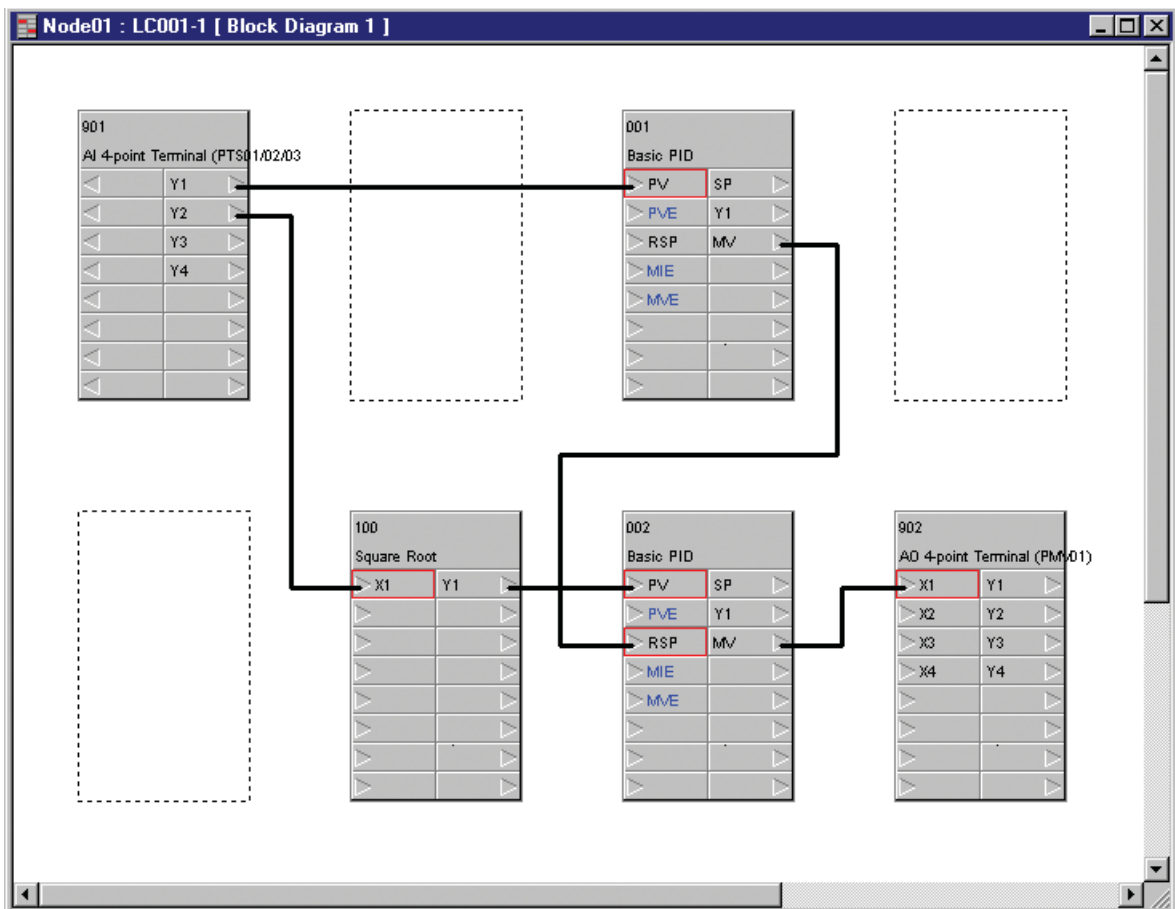 Node01 : LC001-1 [ Block Diagram 1 ]
901
AI 4-point Terminal (PTS01/02/03
Y1
Y2
Y3
Y4
001
Basic PID
PV SP
PVE Y1
RSP MV
MIE
MVE
100
Square Root
X1 Y1
002
Basic PID
PV SP
PVE Y1
RSP MV
MIE
MVE
902
AO 4-point Terminal (PMV01)
X1 Y1
X2 Y2
X3 Y3
X4 Y4